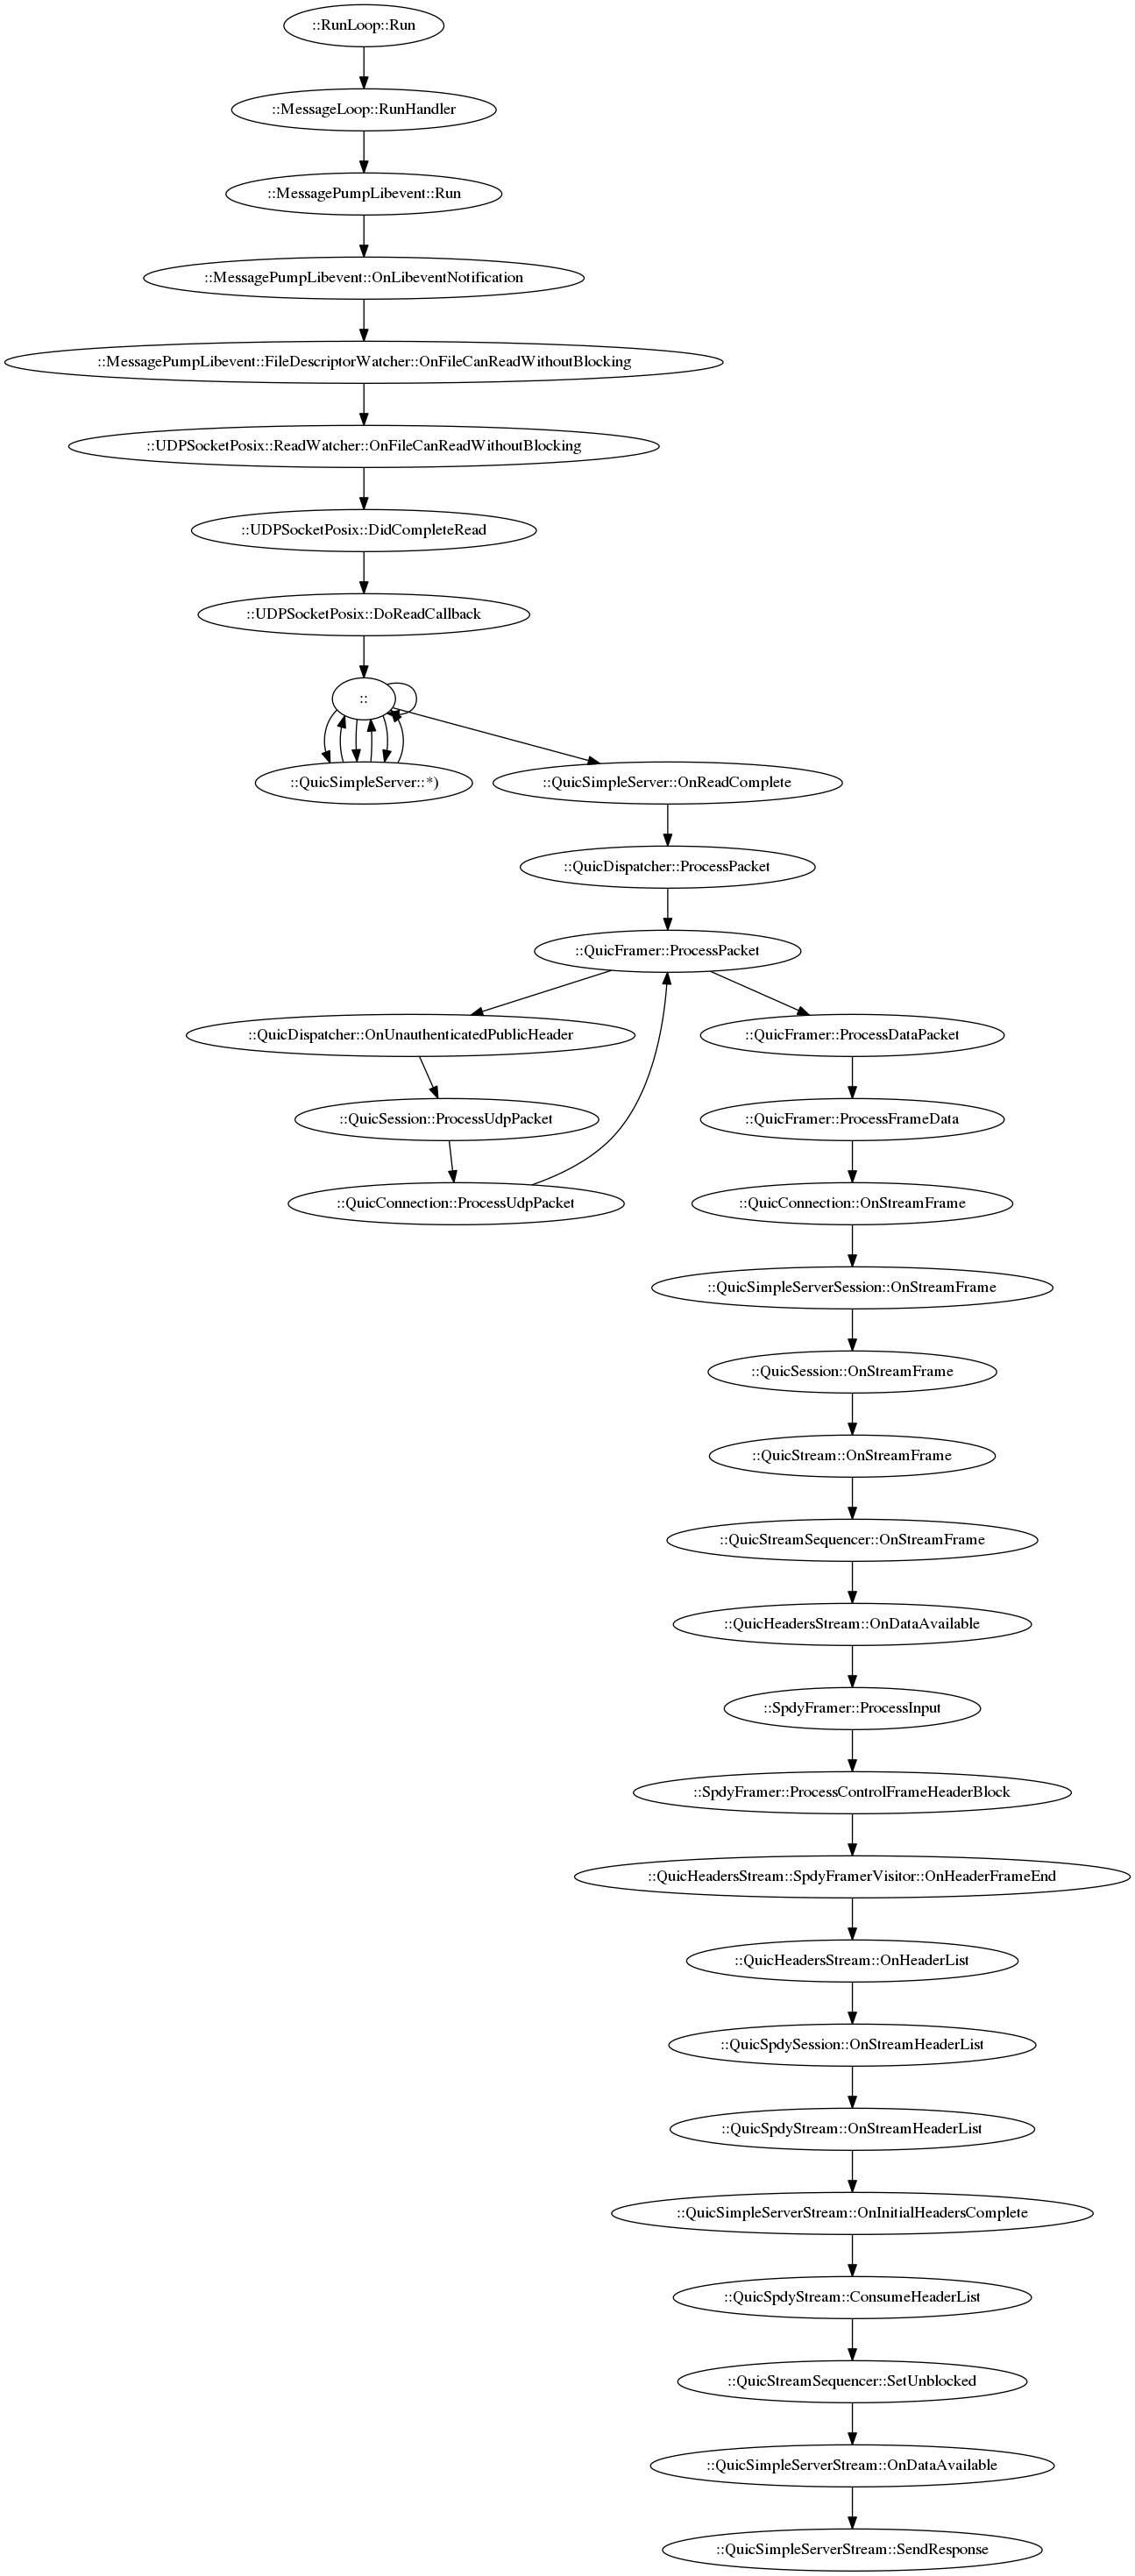 ::RunLoop::Run
::MessageLoop::RunHandler
::MessagePumpLibevent::Run
::MessagePumpLibevent::OnLibeventNotification
::MessagePumpLibevent::FileDescriptorWatcher::OnFileCanReadWithoutBlocking
::UDPSocketPosix::ReadWatcher::OnFileCanReadWithoutBlocking
::UDPSocketPosix::DidCompleteRead
::UDPSocketPosix::DoReadCallback
::
::QuicSimpleServer::*)
::QuicSimpleServer::OnReadComplete
::QuicDispatcher::ProcessPacket
::QuicFramer::ProcessPacket
::QuicDispatcher::OnUnauthenticatedPublicHeader
::QuicFramer::ProcessDataPacket
::QuicSession::ProcessUdpPacket
::QuicFramer::ProcessFrameData
::QuicConnection::ProcessUdpPacket
::QuicConnection::OnStreamFrame
::QuicSimpleServerSession::OnStreamFrame
::QuicSession::OnStreamFrame
::QuicStream::OnStreamFrame
::QuicStreamSequencer::OnStreamFrame
::QuicHeadersStream::OnDataAvailable
::SpdyFramer::ProcessInput
::SpdyFramer::ProcessControlFrameHeaderBlock
::QuicHeadersStream::SpdyFramerVisitor::OnHeaderFrameEnd
::QuicHeadersStream::OnHeaderList
::QuicSpdySession::OnStreamHeaderList
::QuicSpdyStream::OnStreamHeaderList
::QuicSimpleServerStream::OnInitialHeadersComplete
::QuicSpdyStream::ConsumeHeaderList
::QuicStreamSequencer::SetUnblocked
::QuicSimpleServerStream::OnDataAvailable
::QuicSimpleServerStream::SendResponse